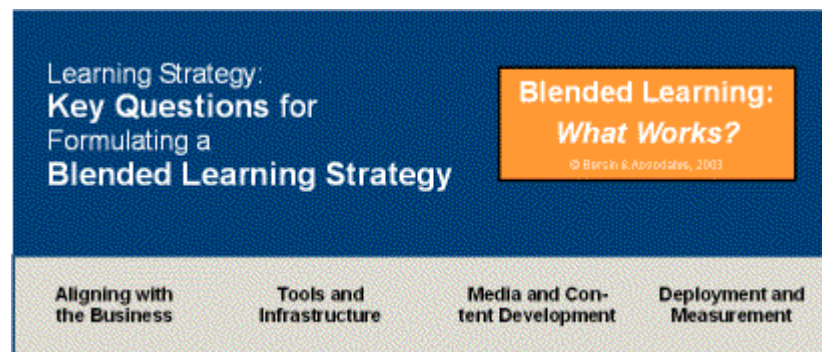 Learning Strategy:
Key Questions for
Formulating a
Blended Learning Strategy
Blended Learning:
What Works?
© Bersin & Associates, 2003
Aligning with
the Business
Tools and
Infrastructure
Media and Con-
tent Development
Deployment and
Measurement